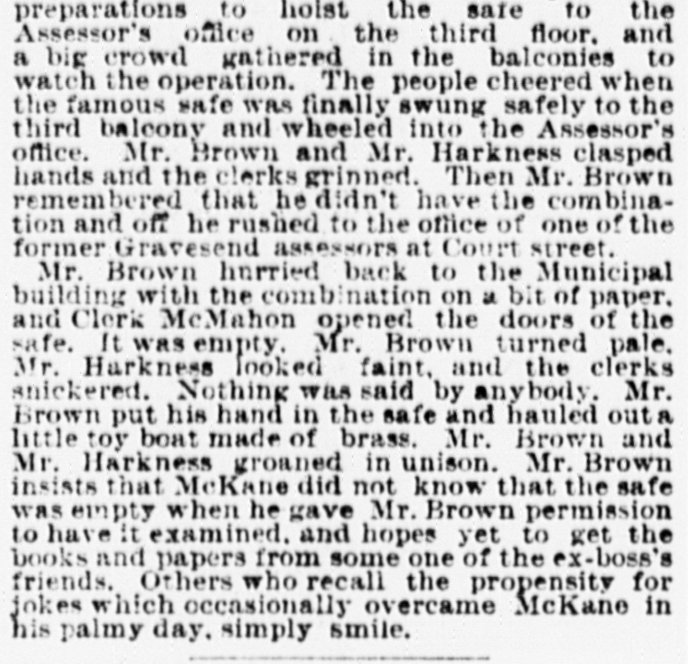 preparations to hoist the safe to the
Assessor's office on the third floor, and
a big crowd gathered in the balconies to
watch the operation. The people cheered when
the famous safe was finally swung safely to the
third balcony and wheeled into the Assessor's
office. Mr. Brown and Mr. Harkness clasped
hands and the clerks grinned. Then Mr. Brown
remembered that he didn't have the combina-
tion and off he rushed to the office of one of the
former Gravesend assessors at Court street.
Mr. Brown hurried back to the Municipal
building with the combination on a bit of paper,
and Clerk McMahon opened the doors of the
safe. It was empty. Mr. Brown turned pale,
Mr. Harkness looked faint, and the clerks
snickered. Nothing was said by anybody. Mr.
Brown put his hand in the safe and hauled out a
little toy boat made of brass. Mr. Brown and
Mr. Harkness groaned in unison. Mr. Brown
insists that McKane did not know that the safe
was empty when he gave Mr. Brown permission
to have it examined, and hopes yet to get the
books and papers from some one of the ex-boss's
friends. Others who recall the propensity for
jokes which occasionally overcame McKane in
his palmy day, simply smile.